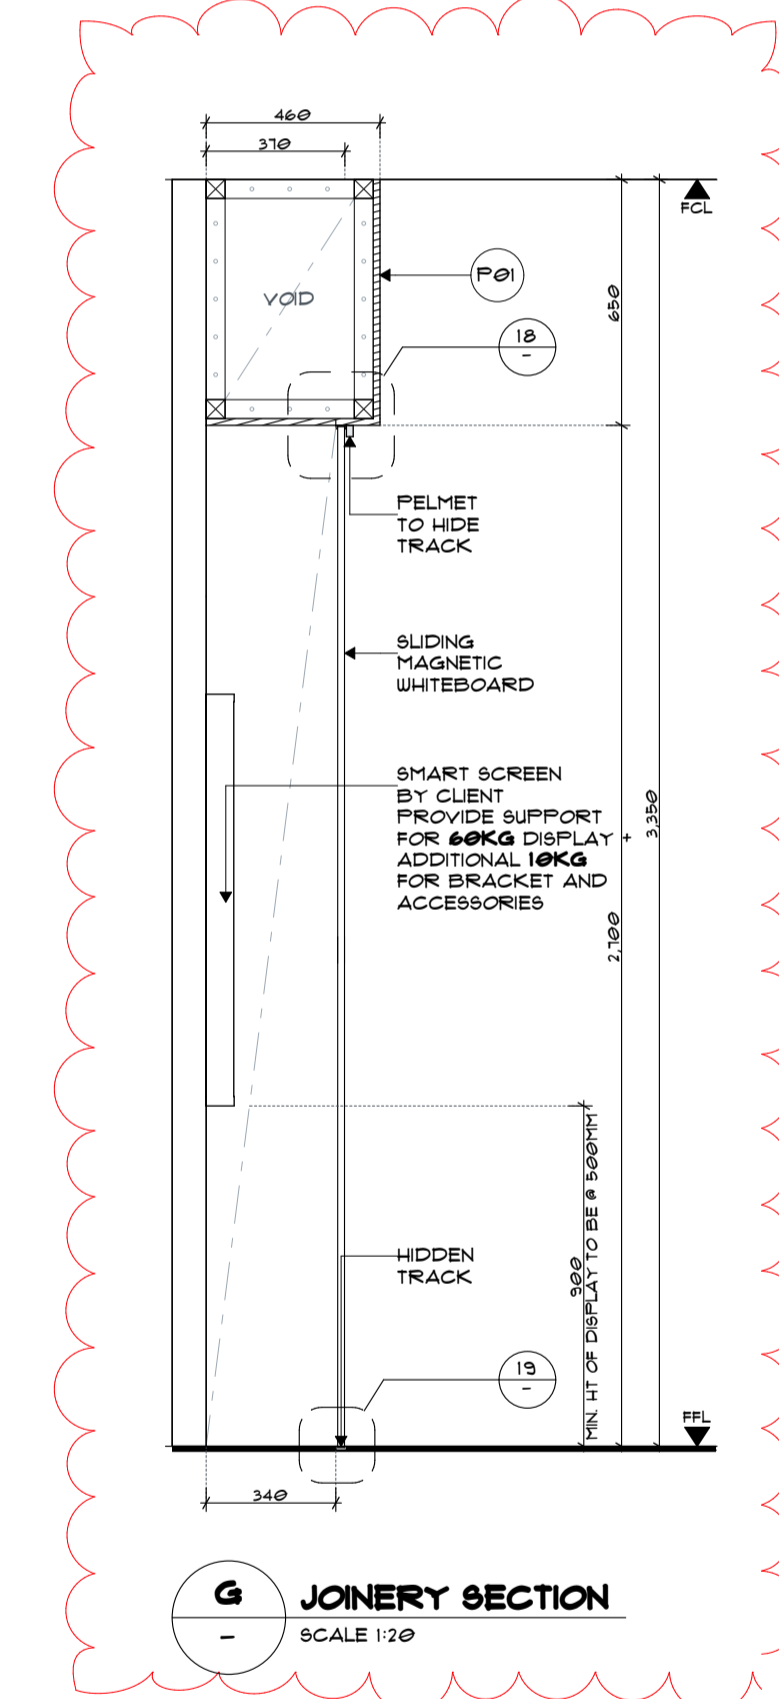 460
370
FCL
VOID
P01
650
18
-
PELMET
TO HIDE
TRACK
SLIDING
MAGNETIC
WHITEBOARD
SMART SCREEN
BY CLIENT
PROVIDE SUPPORT
FOR 60KG DISPLAY +
ADDITIONAL 10KG
FOR BRACKET AND
ACCESSORIES
3,350
2,700
900
MIN. HT OF DISPLAY TO BE @ 500MM
HIDDEN
TRACK
19
-
FFL
340
G
-
JOINERY SECTION
SCALE 1:20